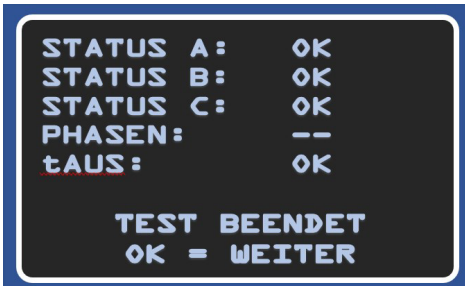 STATUS A: OK
STATUS B: OK
STATUS C: OK
PHASEN: --
tAUS: OK
TEST BEENDET
OK = WEITER